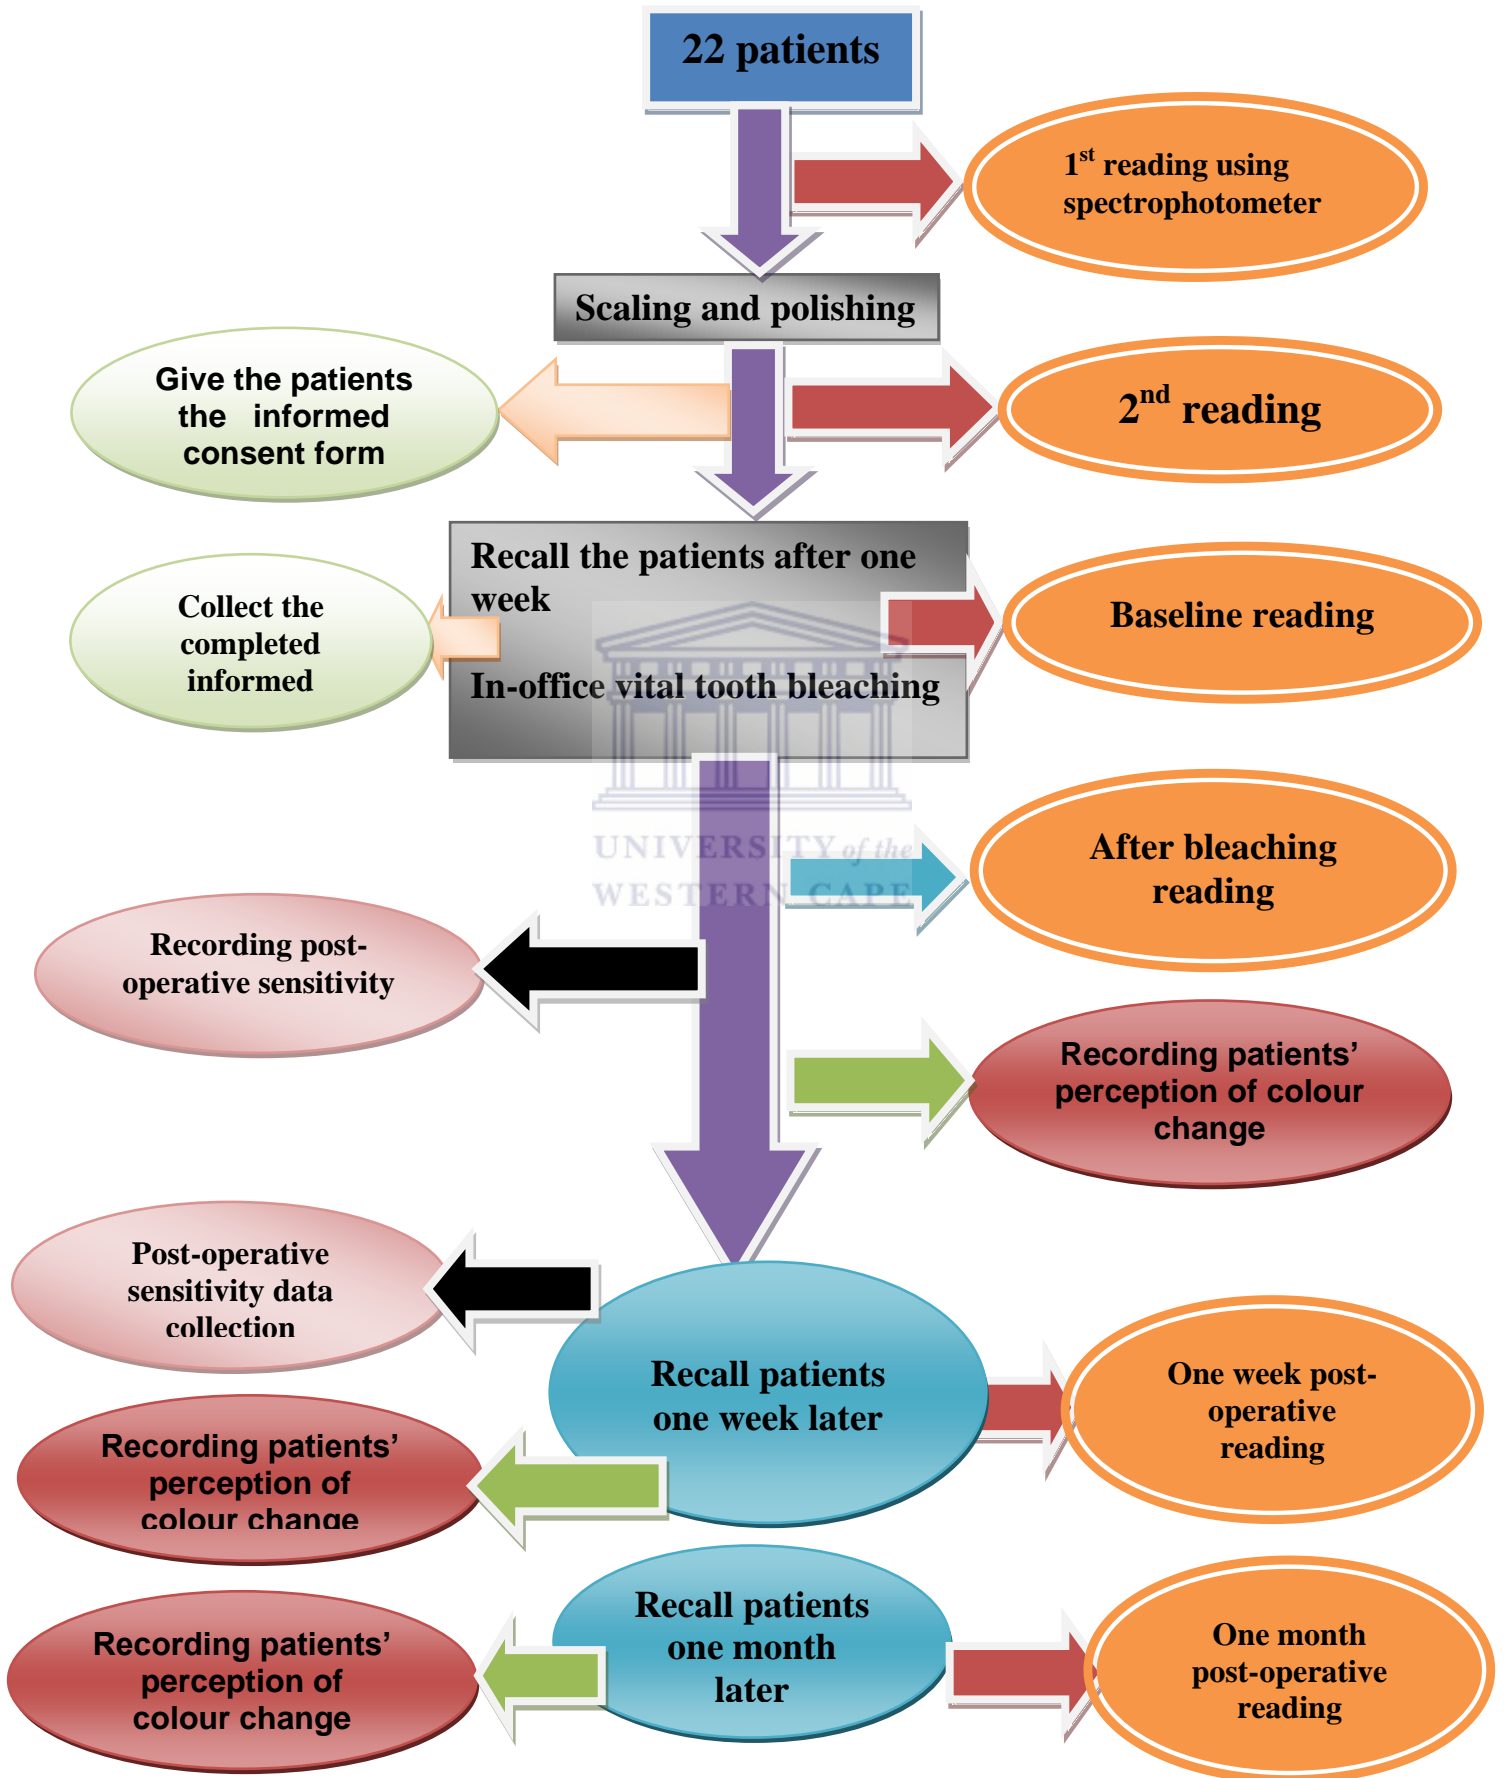 22 patients
1st reading using
spectrophotometer
Scaling and polishing
Give the patients
the informed
consent form
2nd reading
Recall the patients after one
week
In-office vital tooth bleaching
Collect the
completed
informed
Baseline reading
UNIVERSITY of the
WESTERN CAPE
After bleaching
reading
Recording post-
operative sensitivity
Recording patients’
perception of colour
change
Post-operative
sensitivity data
collection
Recall patients
one week later
One week post-
operative
reading
Recording patients’
perception of
colour change
Recall patients
one month
later
One month
post-operative
reading
Recording patients’
perception of
colour change